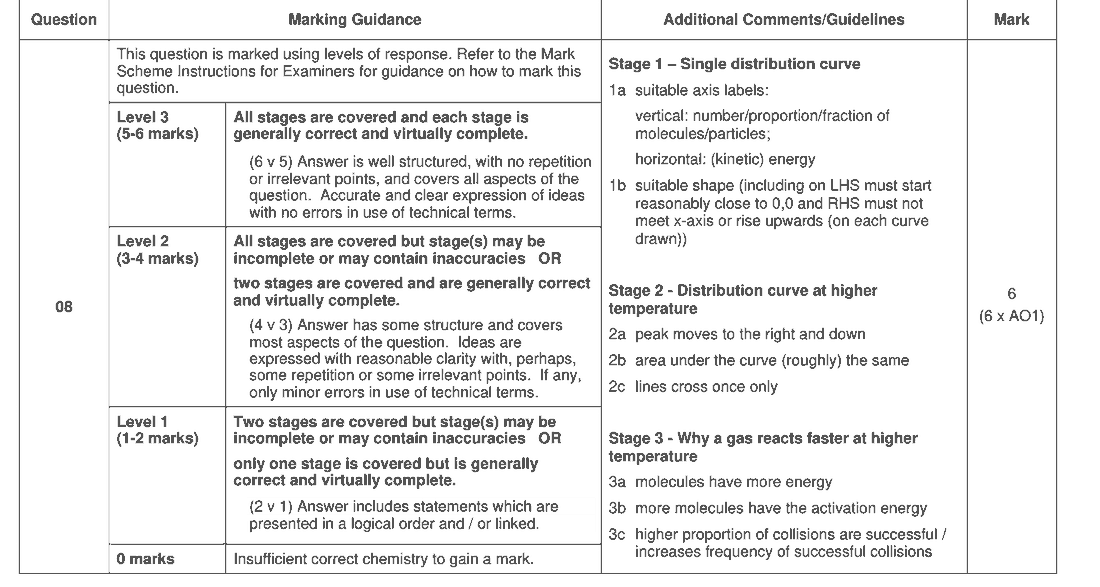 Question
Marking Guidance
Additional Comments/Guidelines
Mark
08
This question is marked using levels of response. Refer to the Mark
Scheme Instructions for Examiners for guidance on how to mark this
question.
Level 3
(5-6 marks)
All stages are covered and each stage is
generally correct and virtually complete.
(6 v 5) Answer is well structured, with no repetition
or irrelevant points, and covers all aspects of the
question. Accurate and clear expression of ideas
with no errors in use of technical terms.
Level 2
(3-4 marks)
All stages are covered but stage(s) may be
incomplete or may contain inaccuracies OR
two stages are covered and are generally correct
and virtually complete.
(4 v 3) Answer has some structure and covers
most aspects of the question. Ideas are
expressed with reasonable clarity with, perhaps,
some repetition or some irrelevant points. If any,
only minor errors in use of technical terms.
Level 1
(1-2 marks)
Two stages are covered but stage(s) may be
incomplete or may contain inaccuracies OR
only one stage is covered but is generally
correct and virtually complete.
(2 v 1) Answer includes statements which are
presented in a logical order and / or linked.
0 marks
Insufficient correct chemistry to gain a mark.
Stage 1 – Single distribution curve
1a suitable axis labels:
vertical: number/proportion/fraction of
molecules/particles;
horizontal: (kinetic) energy
1b suitable shape (including on LHS must start
reasonably close to 0,0 and RHS must not
meet x-axis or rise upwards (on each curve
drawn))
Stage 2 - Distribution curve at higher
temperature
2a peak moves to the right and down
2b area under the curve (roughly) the same
2c lines cross once only
Stage 3 - Why a gas reacts faster at higher
temperature
3a molecules have more energy
3b more molecules have the activation energy
3c higher proportion of collisions are successful /
increases frequency of successful collisions
6
(6 x AO1)